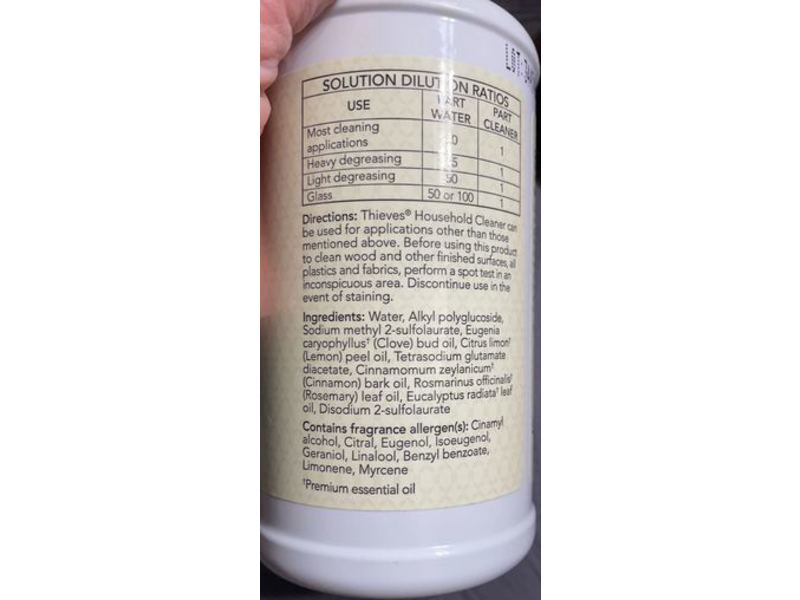 SOLUTION DILUTION RATIOS
USE PART WATER PART CLEANER
Most cleaning applications 1
Heavy degreasing 1
Light degreasing 50 1
Glass 50 or 100 1
Directions: Thieves® Household Cleaner can
be used for applications other than those
mentioned above. Before using this product
to clean wood and other finished surfaces, all
plastics and fabrics, perform a spot test in an
inconspicuous area. Discontinue use in the
event of staining.
Ingredients: Water, Alkyl polyglucoside,
Sodium methyl 2-sulfolaurate, Eugenia
caryophyllus† (Clove) bud oil, Citrus limon†
(Lemon) peel oil, Tetrasodium glutamate
diacetate, Cinnamomum zeylanicum†
(Cinnamon) bark oil, Rosmarinus officinalis†
(Rosemary) leaf oil, Eucalyptus radiata† leaf
oil, Disodium 2-sulfolaurate
Contains fragrance allergen(s): Cinamyl
alcohol, Citral, Eugenol, Isoeugenol,
Geraniol, Linalool, Benzyl benzoate,
Limonene, Myrcene
†Premium essential oil